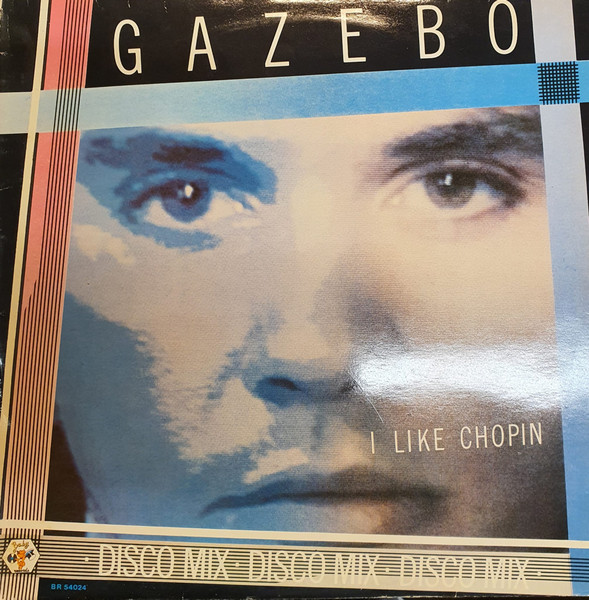 GAZEBO
I LIKE CHOPIN
· DISCO MIX · DISCO MIX · DISCO MIX ·
BR 54024